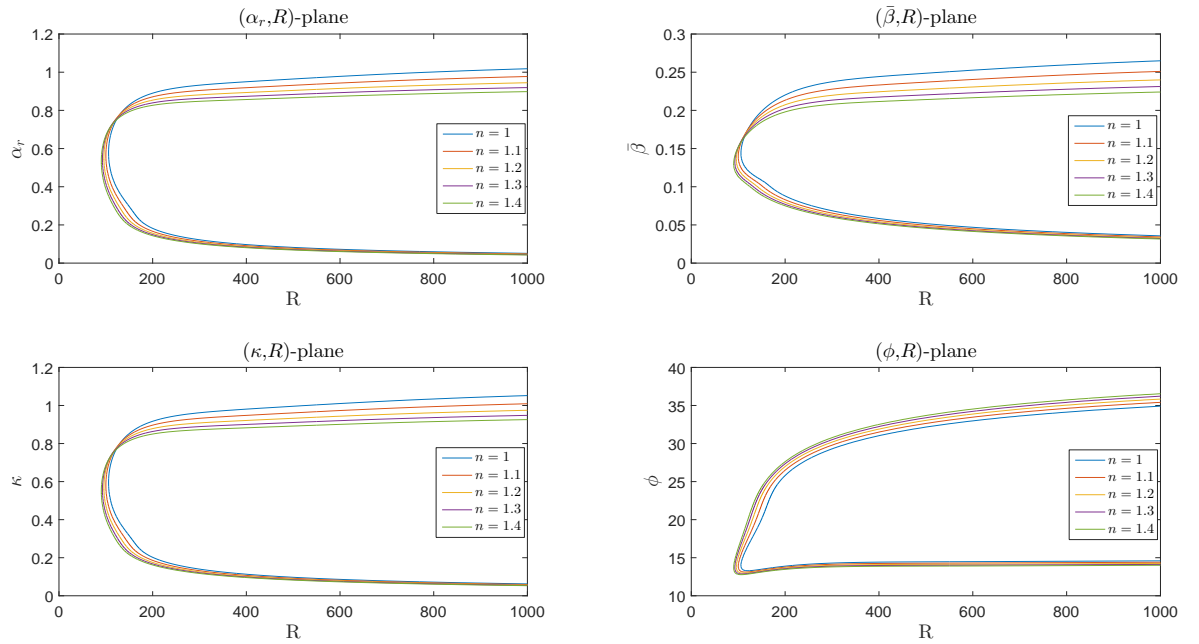 (αᵣ,R)-plane
1.2
1
0.8
0.6
0.4
0.2
0
αᵣ
0 200 400 600 800 1000
R
n = 1
n = 1.1
n = 1.2
n = 1.3
n = 1.4
(β̄,R)-plane
0.3
0.25
0.2
0.15
0.1
0.05
0
β̄
0 200 400 600 800 1000
R
n = 1
n = 1.1
n = 1.2
n = 1.3
n = 1.4
(κ,R)-plane
1.2
1
0.8
0.6
0.4
0.2
0
κ
0 200 400 600 800 1000
R
n = 1
n = 1.1
n = 1.2
n = 1.3
n = 1.4
(ϕ,R)-plane
40
35
30
25
20
15
10
ϕ
0 200 400 600 800 1000
R
n = 1
n = 1.1
n = 1.2
n = 1.3
n = 1.4